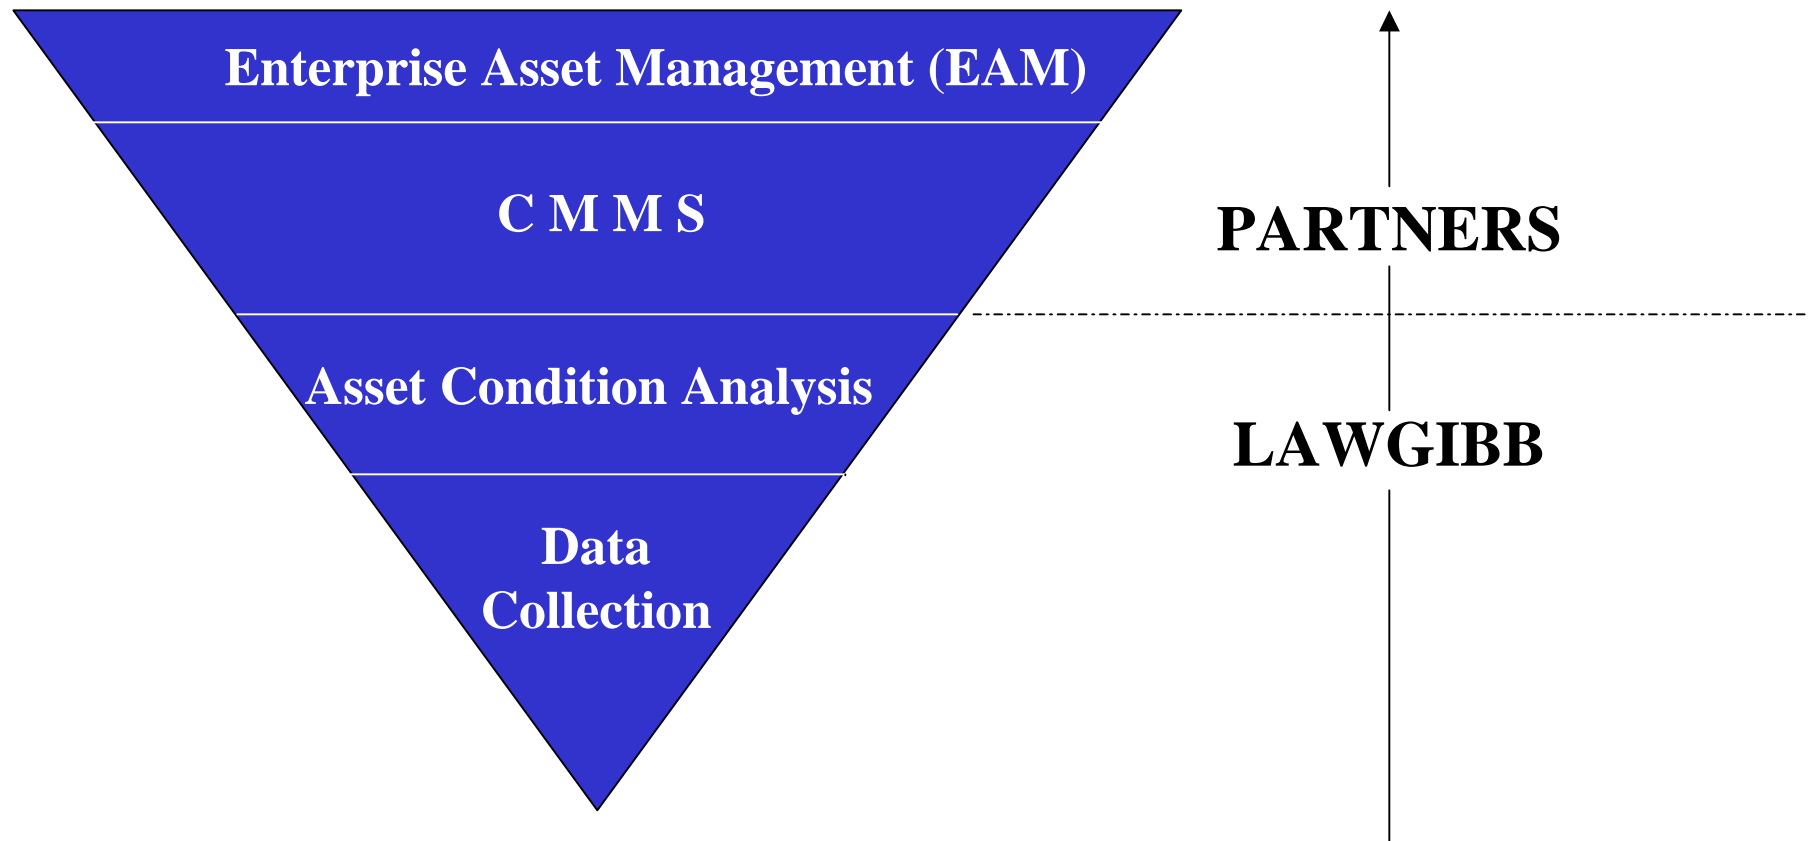 Enterprise Asset Management (EAM)
C M M S
PARTNERS
Asset Condition Analysis
LAWGIBB
Data
Collection